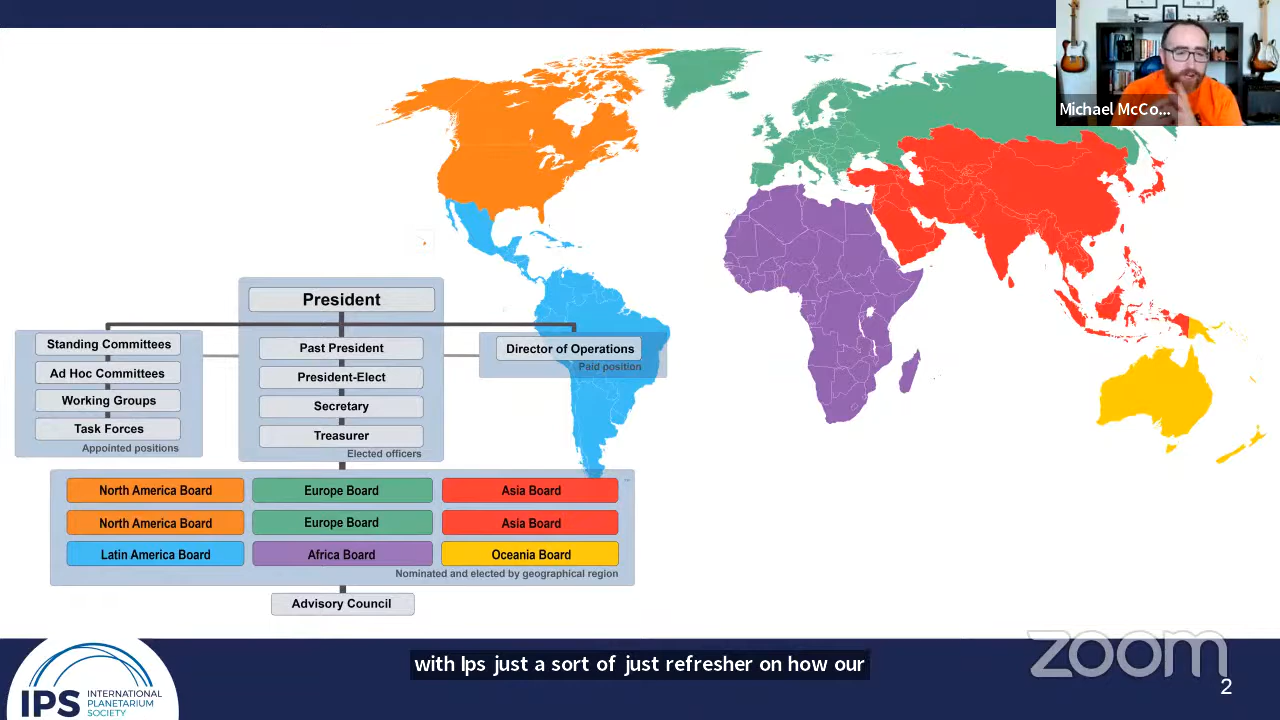 Michael McCo...
President
Standing Committees
Ad Hoc Committees
Working Groups
Task Forces
Appointed positions
Past President
President-Elect
Secretary
Treasurer
Elected officers
Director of Operations
Paid position
North America Board
Europe Board
Asia Board
North America Board
Europe Board
Asia Board
Latin America Board
Africa Board
Oceania Board
Nominated and elected by geographical region
Advisory Council
with Ips just a sort of just refresher on how our
IPS
INTERNATIONAL
PLANETARIUM
SOCIETY
zoom
2